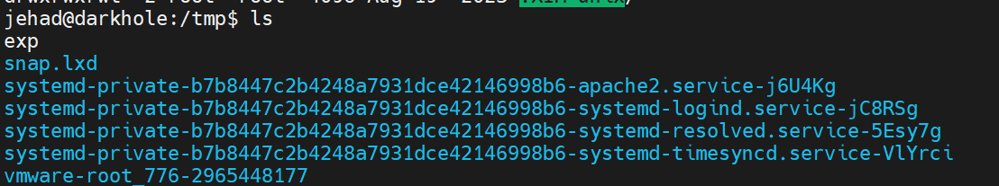 jehad@darkhole:/tmp$ ls
exp
snap.lxd
systemd-private-b7b8447c2b4248a7931dce42146998b6-apache2.service-j6U4Kg
systemd-private-b7b8447c2b4248a7931dce42146998b6-systemd-logind.service-jC8RSg
systemd-private-b7b8447c2b4248a7931dce42146998b6-systemd-resolved.service-5Esy7g
systemd-private-b7b8447c2b4248a7931dce42146998b6-systemd-timesyncd.service-VlYrci
vmware-root_776-2965448177